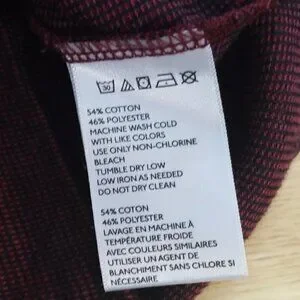 30
54% COTTON
46% POLYESTER
MACHINE WASH COLD
WITH LIKE COLORS
USE ONLY NON-CHLORINE
BLEACH
TUMBLE DRY LOW
LOW IRON AS NEEDED
DO NOT DRY CLEAN
54% COTON
46% POLYESTER
LAVAGE EN MACHINE À
TEMPÉRATURE FROIDE
AVEC COULEURS SIMILAIRES
UTILISER UN AGENT DE
BLANCHIMENT SANS CHLORE SI
NÉCESSAIRE